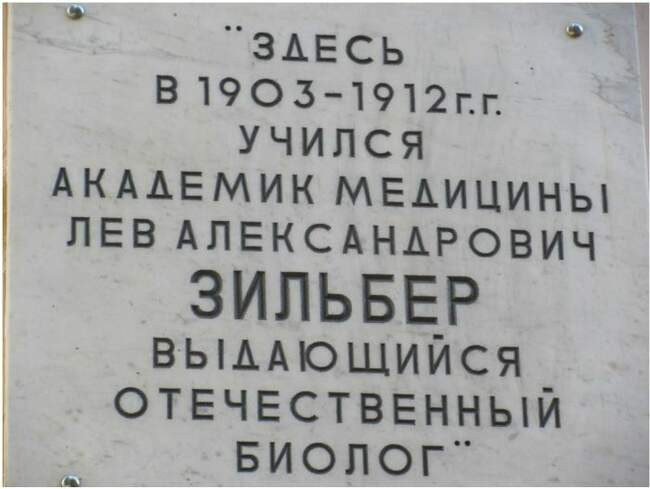 "ЗДЕСЬ
В 1903-1912г.г.
УЧИЛСЯ
АКАДЕМИК МЕДИЦИНЫ
ЛЕВ АЛЕКСАНДРОВИЧ
ЗИЛЬБЕР
ВЫДАЮЩИЙСЯ
ОТЕЧЕСТВЕННЫЙ
БИОЛОГ"